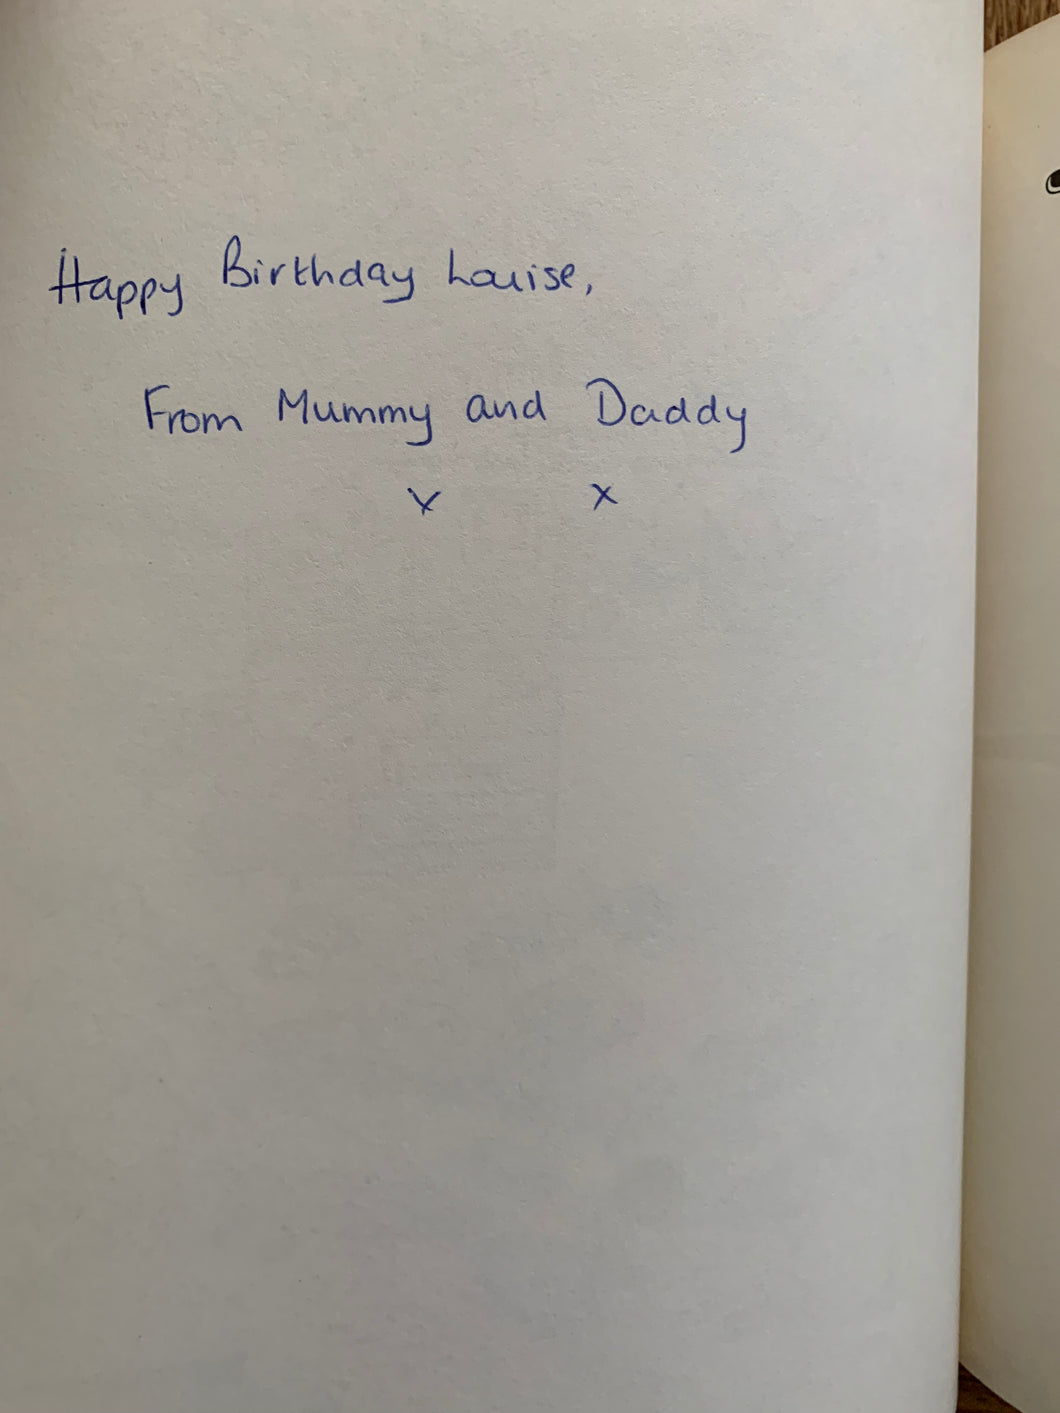 Happy Birthday Louise,
From Mummy and Daddy
x x